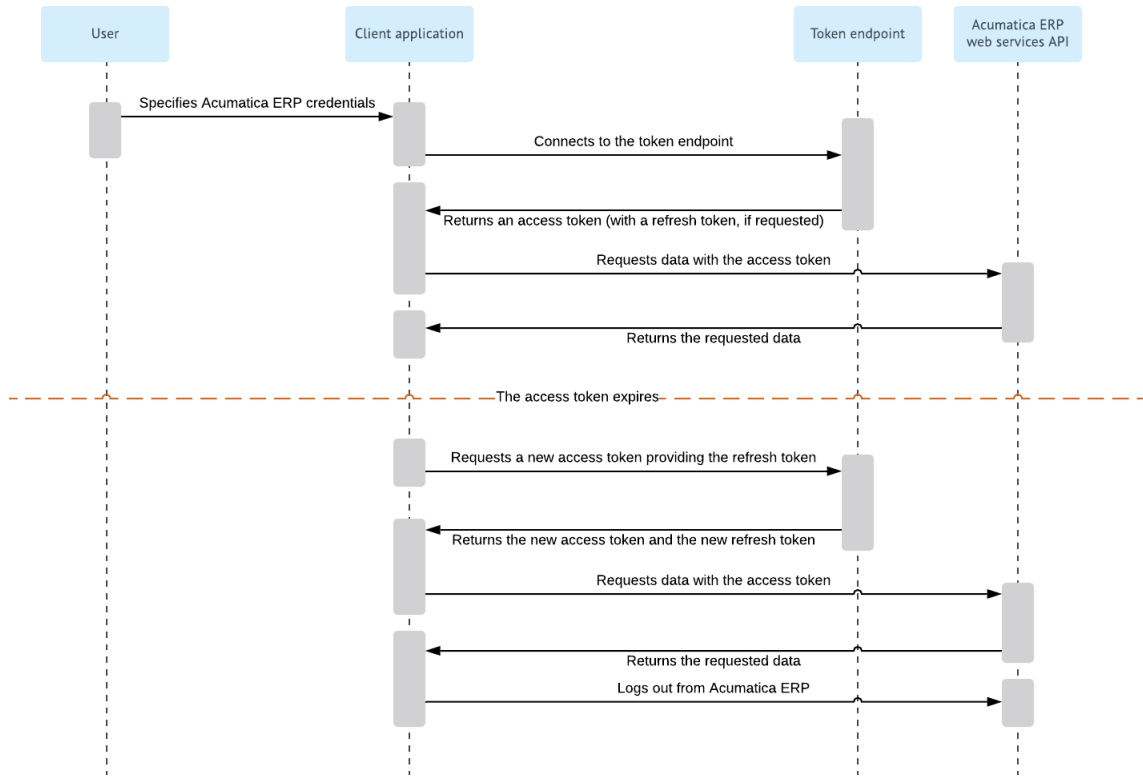 User
Client application
Token endpoint
Acumatica ERP
web services API
Specifies Acumatica ERP credentials
Connects to the token endpoint
Returns an access token (with a refresh token, if requested)
Requests data with the access token
Returns the requested data
The access token expires
Requests a new access token providing the refresh token
Returns the new access token and the new refresh token
Requests data with the access token
Returns the requested data
Logs out from Acumatica ERP